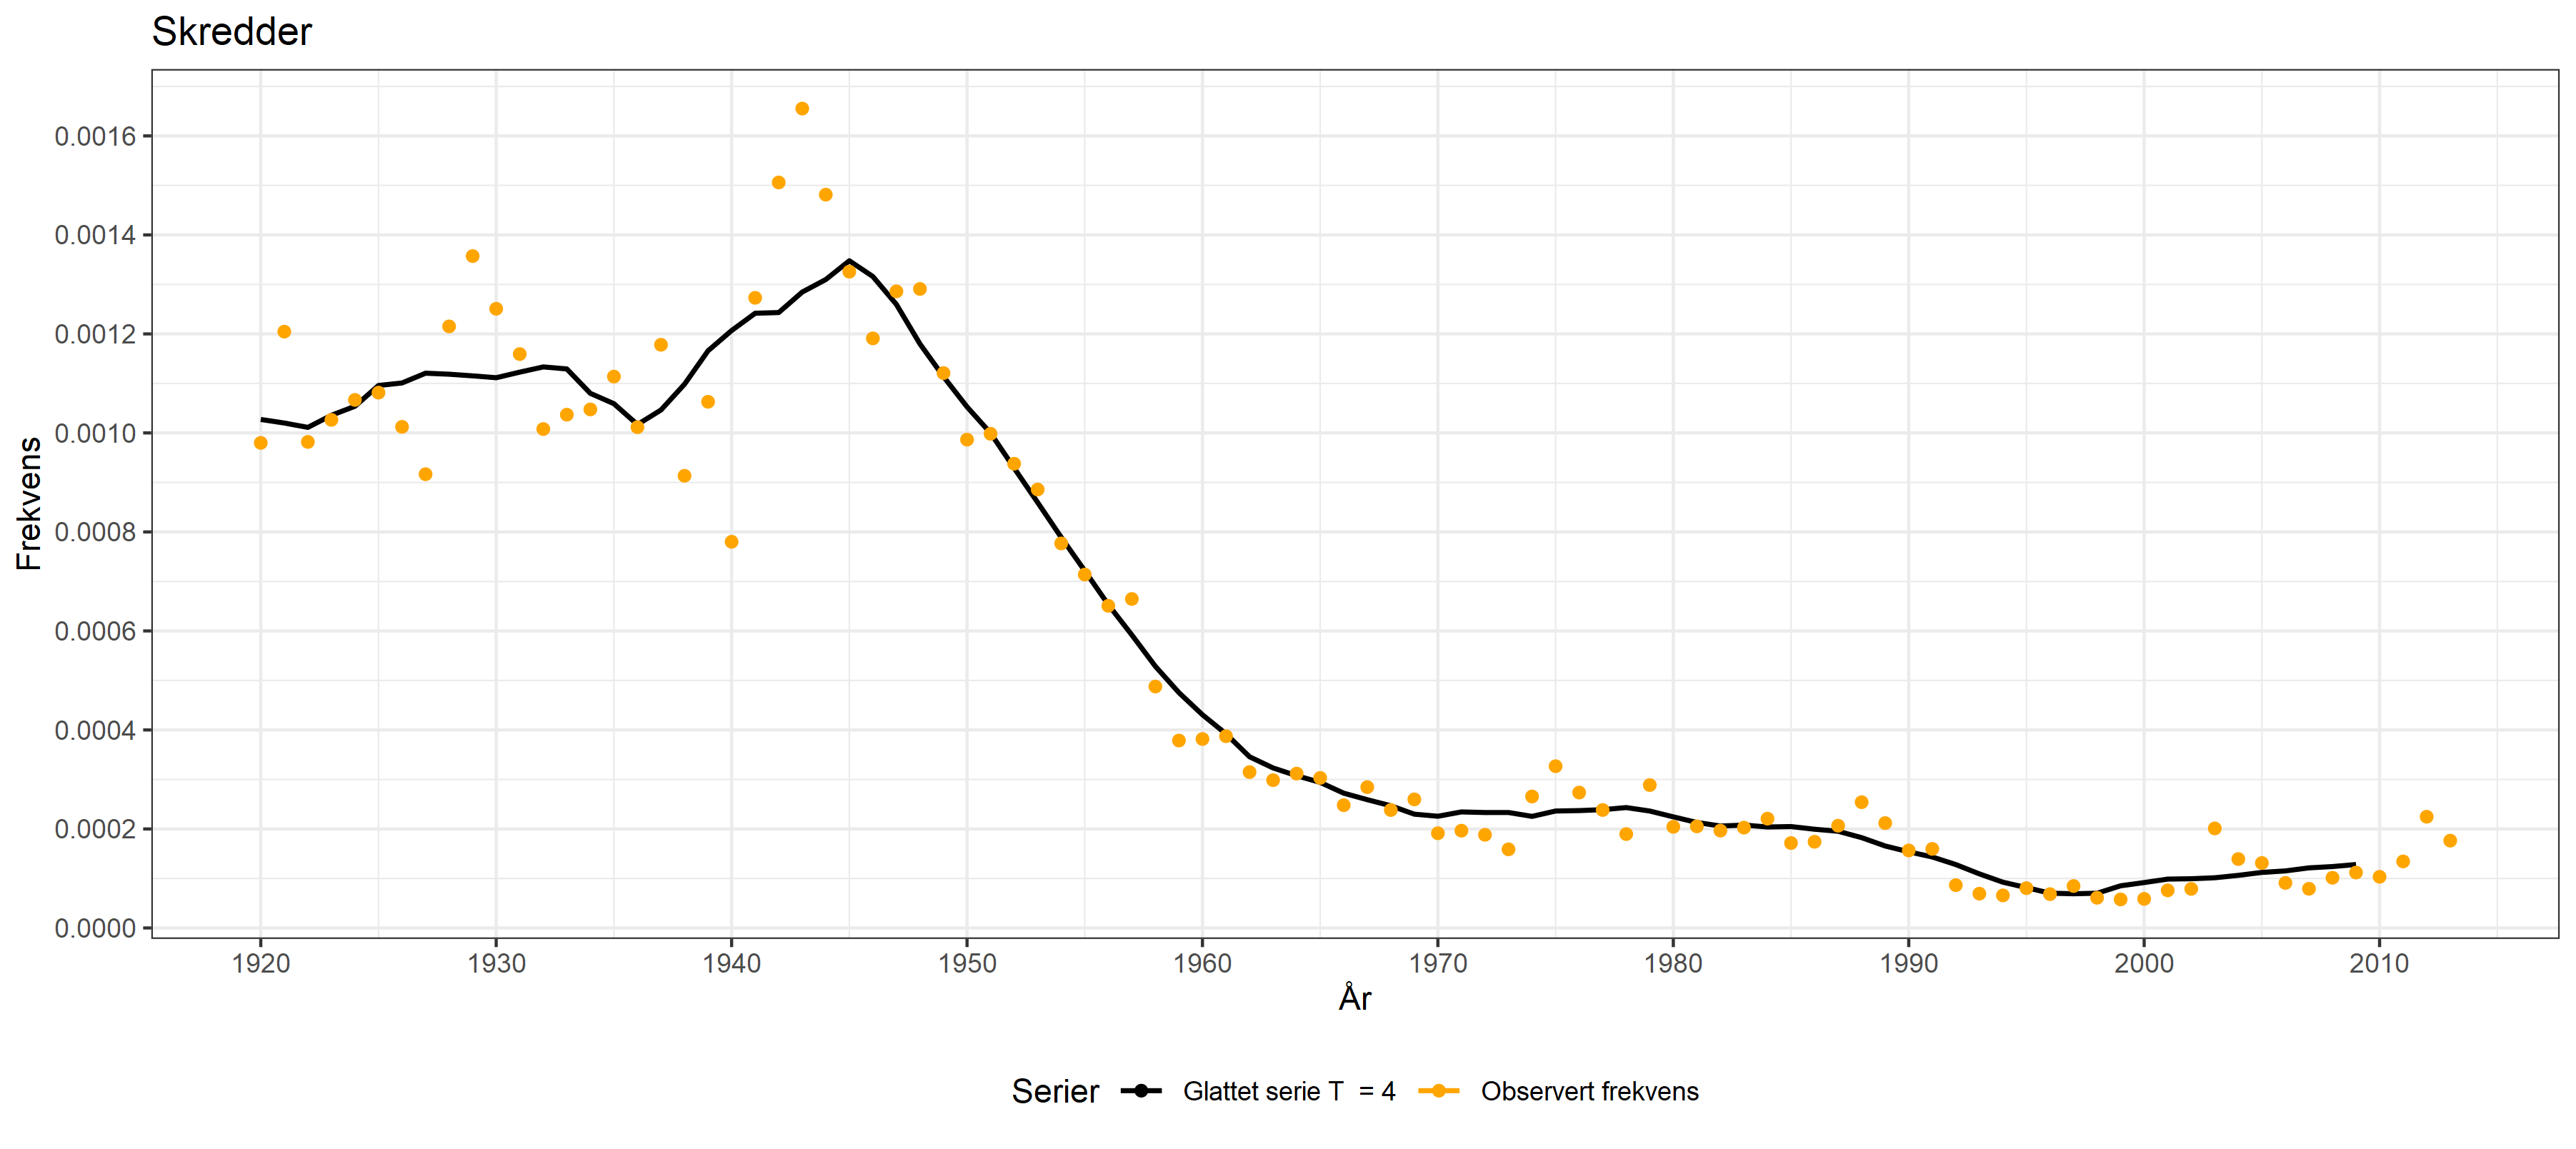 Skredder
Frekvens
0.0016
0.0014
0.0012
0.0010
0.0008
0.0006
0.0004
0.0002
0.0000
1920 1930 1940 1950 1960 1970 1980 1990 2000 2010
År
Serier Glattet serie T = 4 Observert frekvens